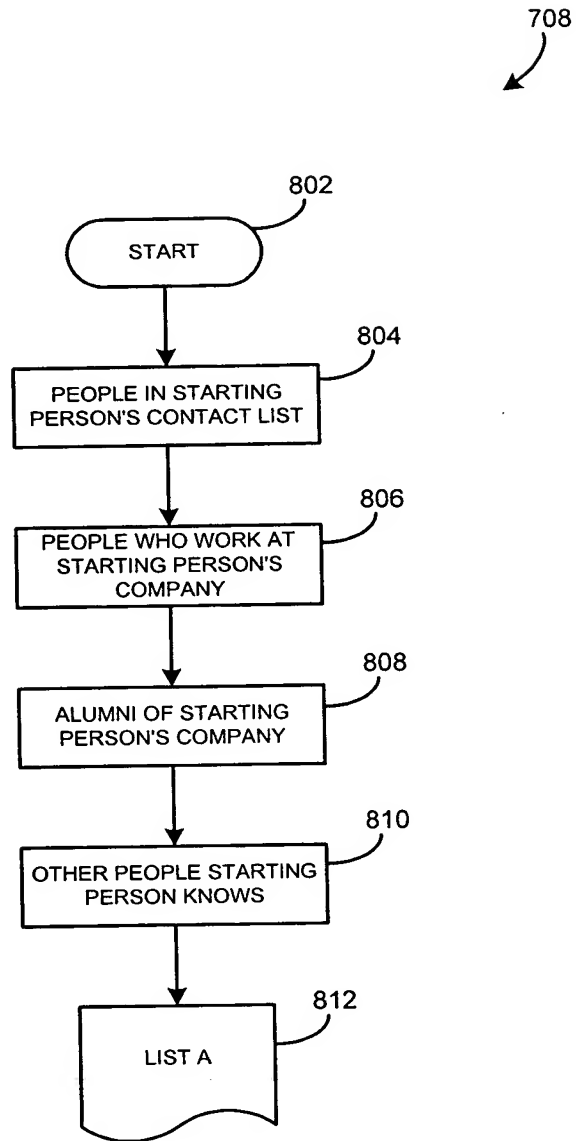 708
802
START
804
PEOPLE IN STARTING
PERSON'S CONTACT LIST
806
PEOPLE WHO WORK AT
STARTING PERSON'S
COMPANY
808
ALUMNI OF STARTING
PERSON'S COMPANY
810
OTHER PEOPLE STARTING
PERSON KNOWS
812
LIST A